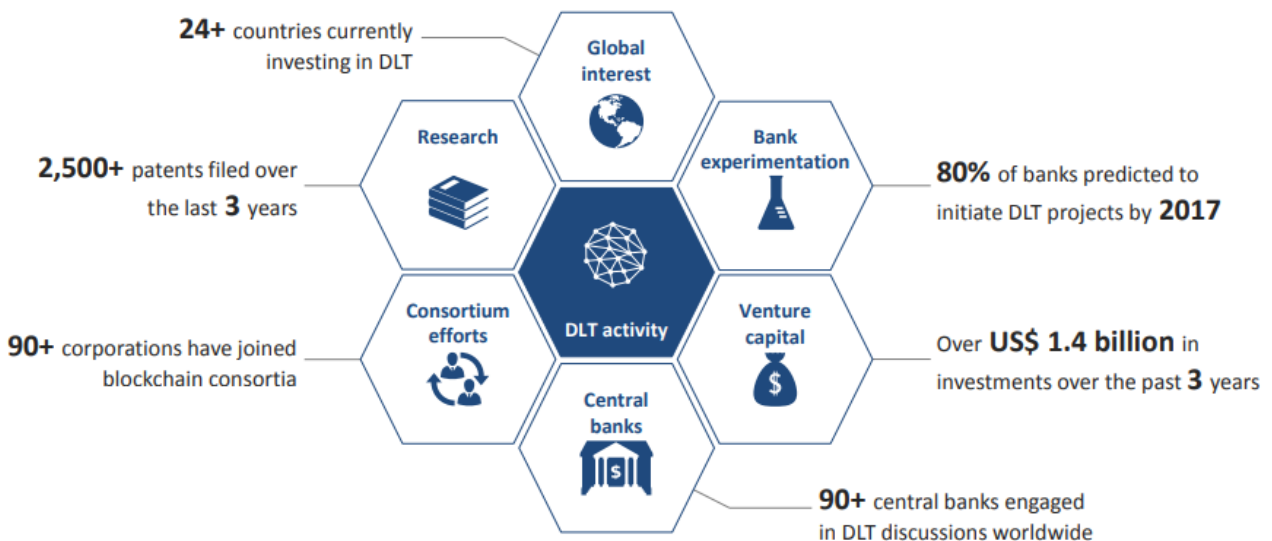 24+ countries currently
investing in DLT
Global
interest
Research
2,500+ patents filed over
the last 3 years
Bank
experimentation
80% of banks predicted to
initiate DLT projects by 2017
DLT activity
Consortium
efforts
90+ corporations have joined
blockchain consortia
Venture
capital
$
Over US$ 1.4 billion in
investments over the past 3 years
Central
banks
$
90+ central banks engaged
in DLT discussions worldwide